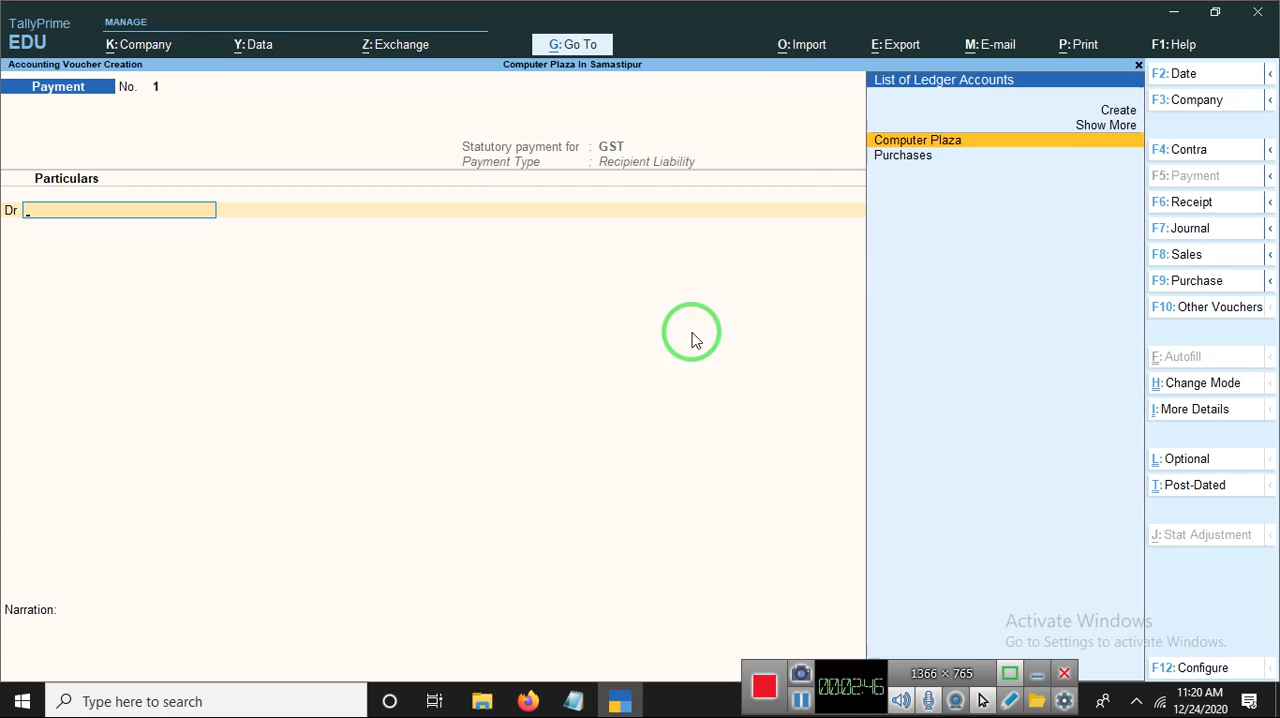 TallyPrime
EDU
MANAGE
K: Company
Y: Data
Z: Exchange
G: Go To
O: Import
E: Export
M: E-mail
P: Print
F1: Help
Accounting Voucher Creation
Computer Plaza In Samastipur
Payment No. 1
Statutory payment for : GST
Payment Type : Recipient Liability
Particulars
Dr
Narration:
List of Ledger Accounts
Create
Show More
Computer Plaza
Purchases
F2: Date
F3: Company
F4: Contra
F5: Payment
F6: Receipt
F7: Journal
F8: Sales
F9: Purchase
F10: Other Vouchers
F: Autofill
H: Change Mode
I: More Details
L: Optional
T: Post-Dated
J: Stat Adjustment
F12: Configure
Activate Windows
Go to Settings to activate Windows.
00:02:46
1366 × 765
Type here to search
11:20 AM
12/24/2020